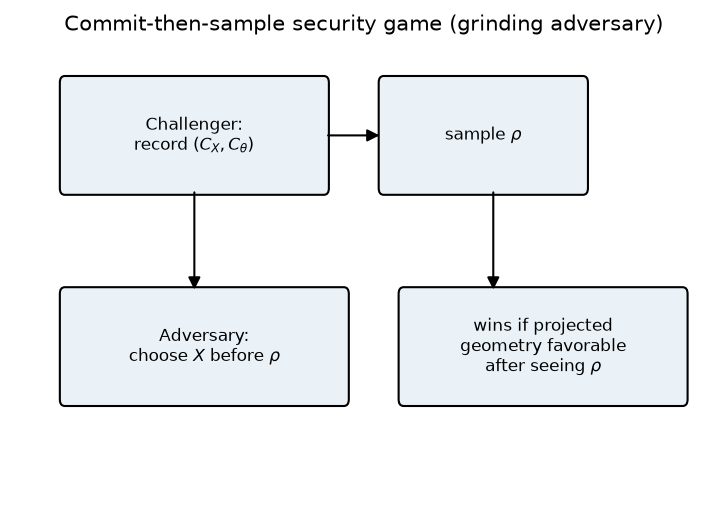 Commit-then-sample security game (grinding adversary)
Challenger:
record (C_X, C_θ)
sample ρ
Adversary:
choose X before ρ
wins if projected
geometry favorable
after seeing ρ